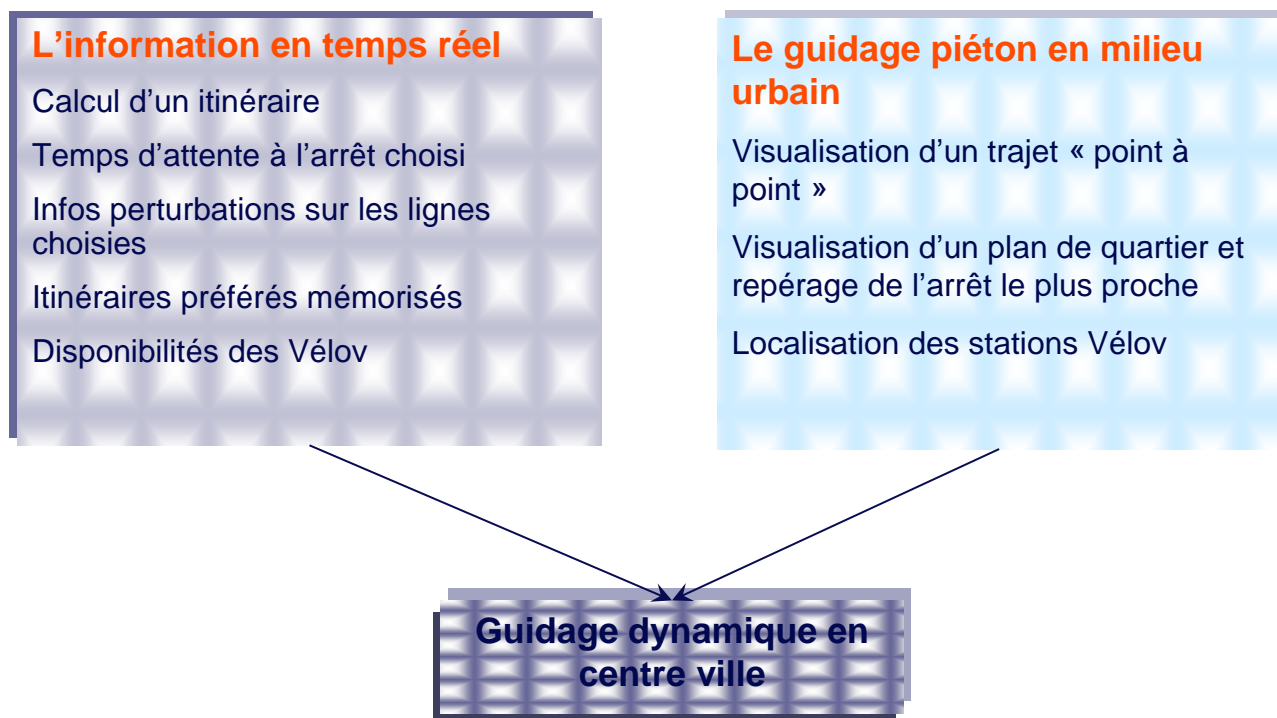 L’information en temps réel
Calcul d’un itinéraire
Temps d’attente à l’arrêt choisi
Infos perturbations sur les lignes
choisies
Itinéraires préférés mémorisés
Disponibilités des Vélov
Le guidage piéton en milieu
urbain
Visualisation d’un trajet « point à
point »
Visualisation d’un plan de quartier et
repérage de l’arrêt le plus proche
Localisation des stations Vélov
Guidage dynamique en
centre ville